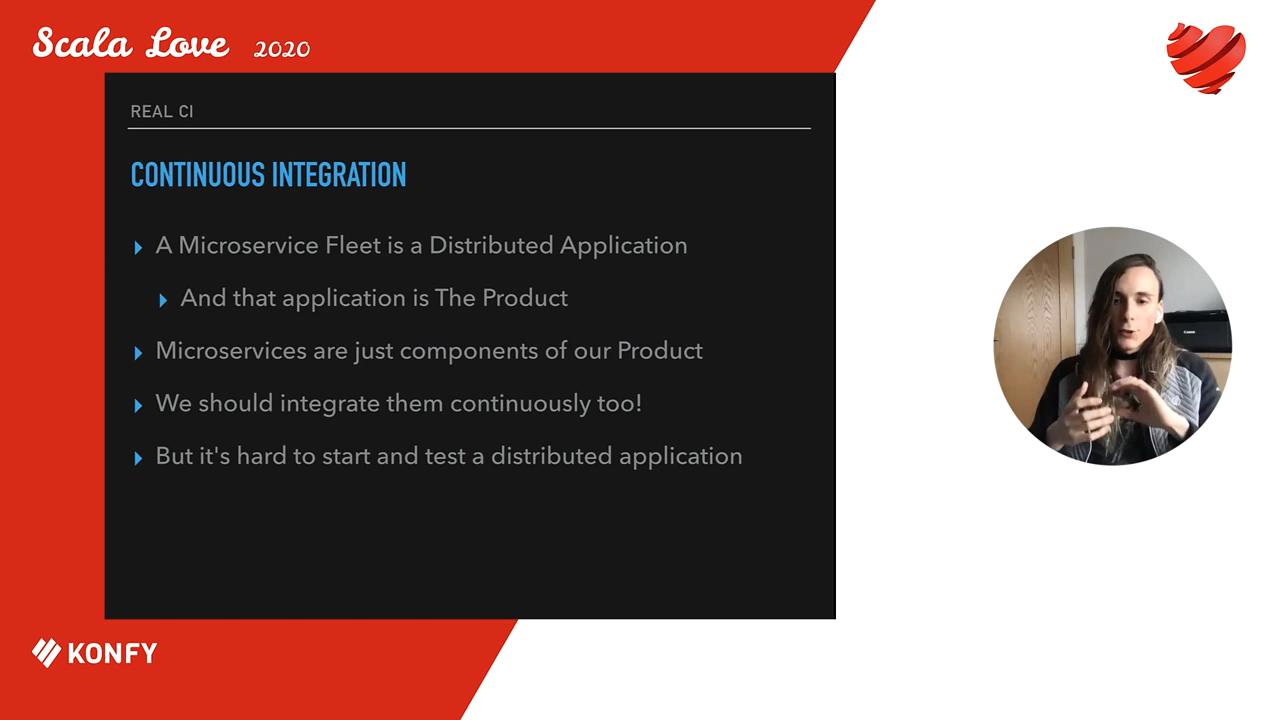 Scala Love 2020
REAL CI
CONTINUOUS INTEGRATION
A Microservice Fleet is a Distributed Application
And that application is The Product
Microservices are just components of our Product
We should integrate them continuously too!
But it's hard to start and test a distributed application
Canon
KONFY